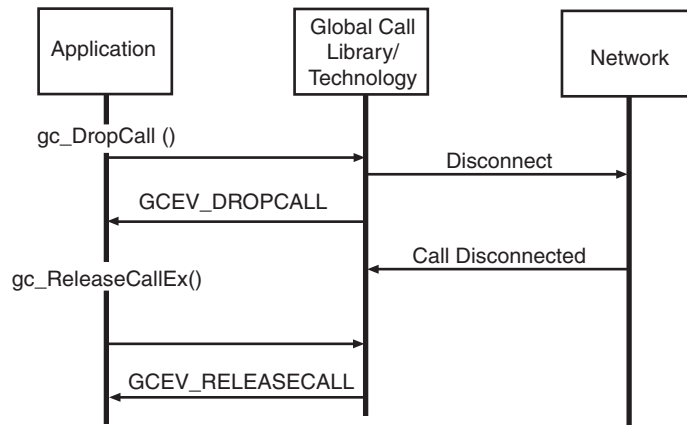 Application
Global Call
Library/
Technology
Network
gc_DropCall ()
Disconnect
GCEV_DROPCALL
Call Disconnected
gc_ReleaseCallEx()
GCEV_RELEASECALL